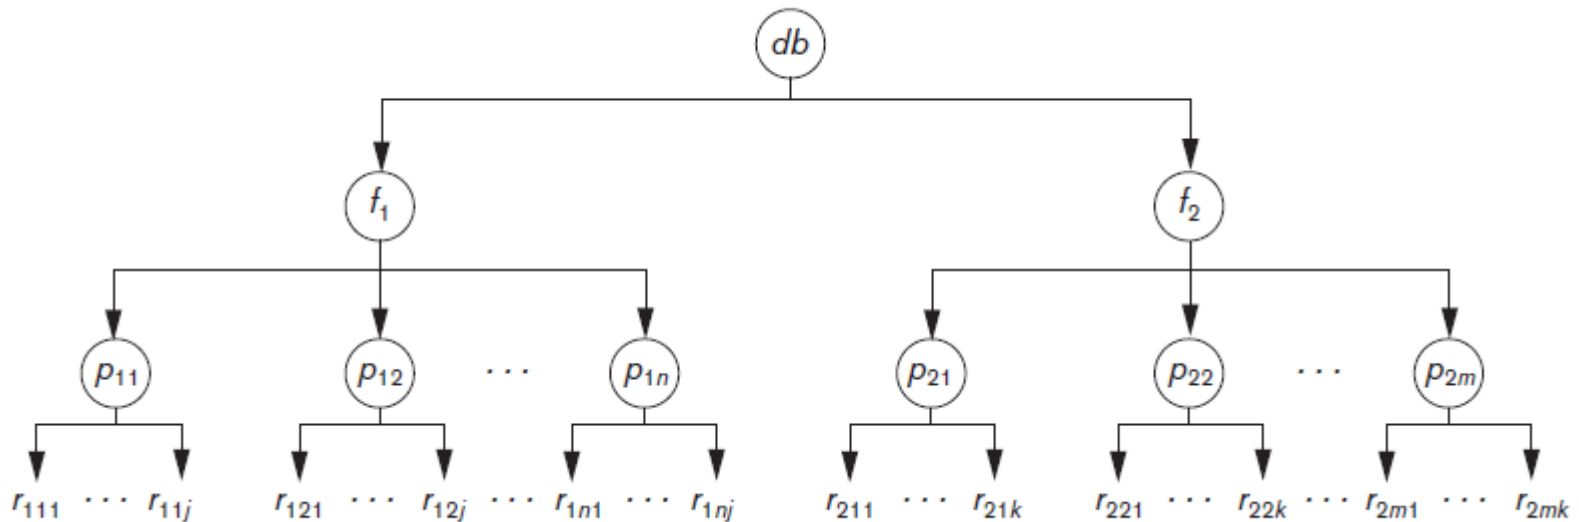 db
f₁ f₂
p₁₁ p₁₂ · · · p₁ₙ p₂₁ p₂₂ · · · p₂ₘ
r₁₁₁ · · · r₁₁ⱼ r₁₂₁ · · · r₁₂ⱼ · · · r₁ₙ₁ · · · r₁ₙⱼ r₂₁₁ · · · r₂₁ₖ r₂₂₁ · · · r₂₂ₖ · · · r₂ₘ₁ · · · r₂ₘₖ